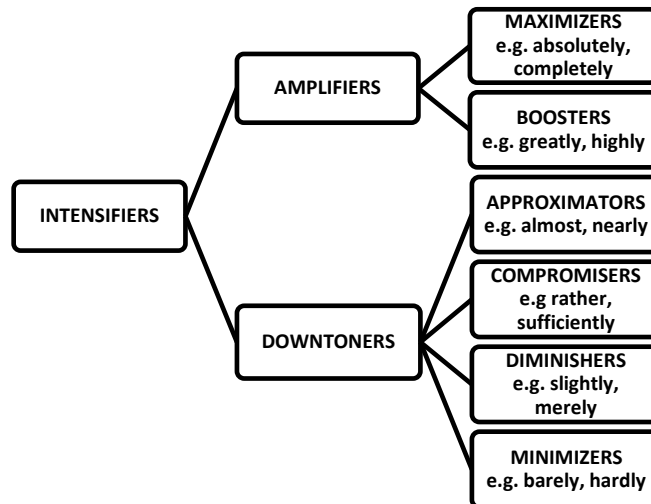 INTENSIFIERS
AMPLIFIERS
MAXIMIZERS
e.g. absolutely,
completely
BOOSTERS
e.g. greatly, highly
DOWNTONERS
APPROXIMATORS
e.g. almost, nearly
COMPROMISERS
e.g rather,
sufficiently
DIMINISHERS
e.g. slightly,
merely
MINIMIZERS
e.g. barely, hardly